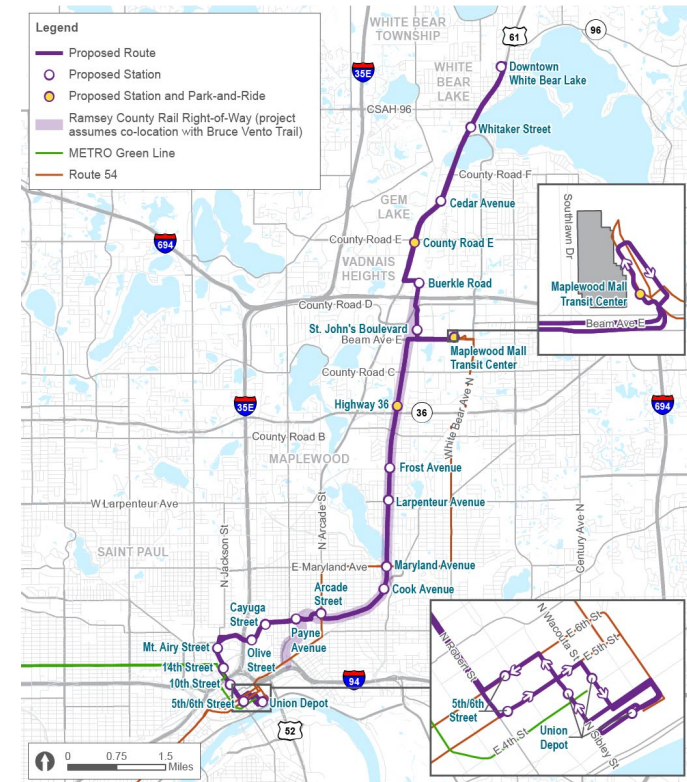 Legend
Proposed Route
Proposed Station
Proposed Station and Park-and-Ride
Ramsey County Rail Right-of-Way (project
assumes co-location with Bruce Vento Trail)
METRO Green Line
Route 54
WHITE BEAR
TOWNSHIP
61
96
35E
WHITE
BEAR
LAKE
Downtown
White Bear Lake
CSAH 96
Whitaker Street
County Road F
GEM
LAKE
Cedar Avenue
694
County Road E
County Road E
VADNAIS
HEIGHTS
Buerkle Road
County Road D
St. John's Boulevard
Beam Ave E
Maplewood Mall
Transit Center
Southlawn Dr
Maplewood Mall
Transit Center
Beam Ave E
County Road C
White Bear Ave N
35E
Highway 36
36
694
County Road B
MAPLEWOOD
Frost Avenue
W Larpenteur Ave
Larpenteur Avenue
N Arcade St
Century Ave N
SAINT PAUL
N Jackson St
E Maryland Ave
Maryland Avenue
Cook Avenue
Arcade
Street
Cayuga
Street
Payne
Avenue
Mt. Airy Street
Olive
Street
14th Street
10th Street
94
5th/6th Street
Union Depot
52
N Robert St
N Wacouta St
E 6th St
E 5th St
5th/6th
Street
E 4th St
Union
Depot
N Sibley St
0 0.75 1.5
Miles